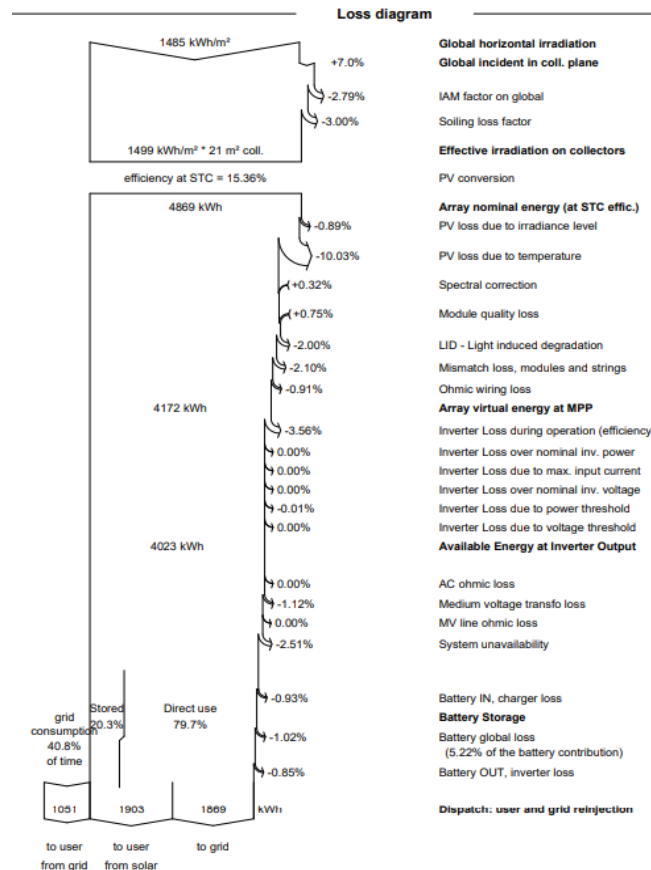 Loss diagram
1485 kWh/m² Global horizontal irradiation
+7.0% Global incident in coll. plane
-2.79% IAM factor on global
-3.00% Soiling loss factor
1499 kWh/m² * 21 m² coll. Effective irradiation on collectors
efficiency at STC = 15.36% PV conversion
4869 kWh Array nominal energy (at STC effic.)
-0.89% PV loss due to irradiance level
-10.03% PV loss due to temperature
+0.32% Spectral correction
+0.75% Module quality loss
-2.00% LID - Light induced degradation
-2.10% Mismatch loss, modules and strings
-0.91% Ohmic wiring loss
4172 kWh Array virtual energy at MPP
-3.56% Inverter Loss during operation (efficiency
0.00% Inverter Loss over nominal inv. power
0.00% Inverter Loss due to max. input current
0.00% Inverter Loss over nominal inv. voltage
-0.01% Inverter Loss due to power threshold
0.00% Inverter Loss due to voltage threshold
4023 kWh Available Energy at Inverter Output
0.00% AC ohmic loss
-1.12% Medium voltage transfo loss
0.00% MV line ohmic loss
-2.51% System unavailability
-0.93% Battery IN, charger loss
grid
consumption
40.8%
of time
Stored
20.3%
Direct use
79.7%
Battery Storage
-1.02% Battery global loss
(5.22% of the battery contribution)
-0.85% Battery OUT, inverter loss
1051 1903 1869 kWh Dispatch: user and grid reinjection
to user
from grid
to user
from solar
to grid